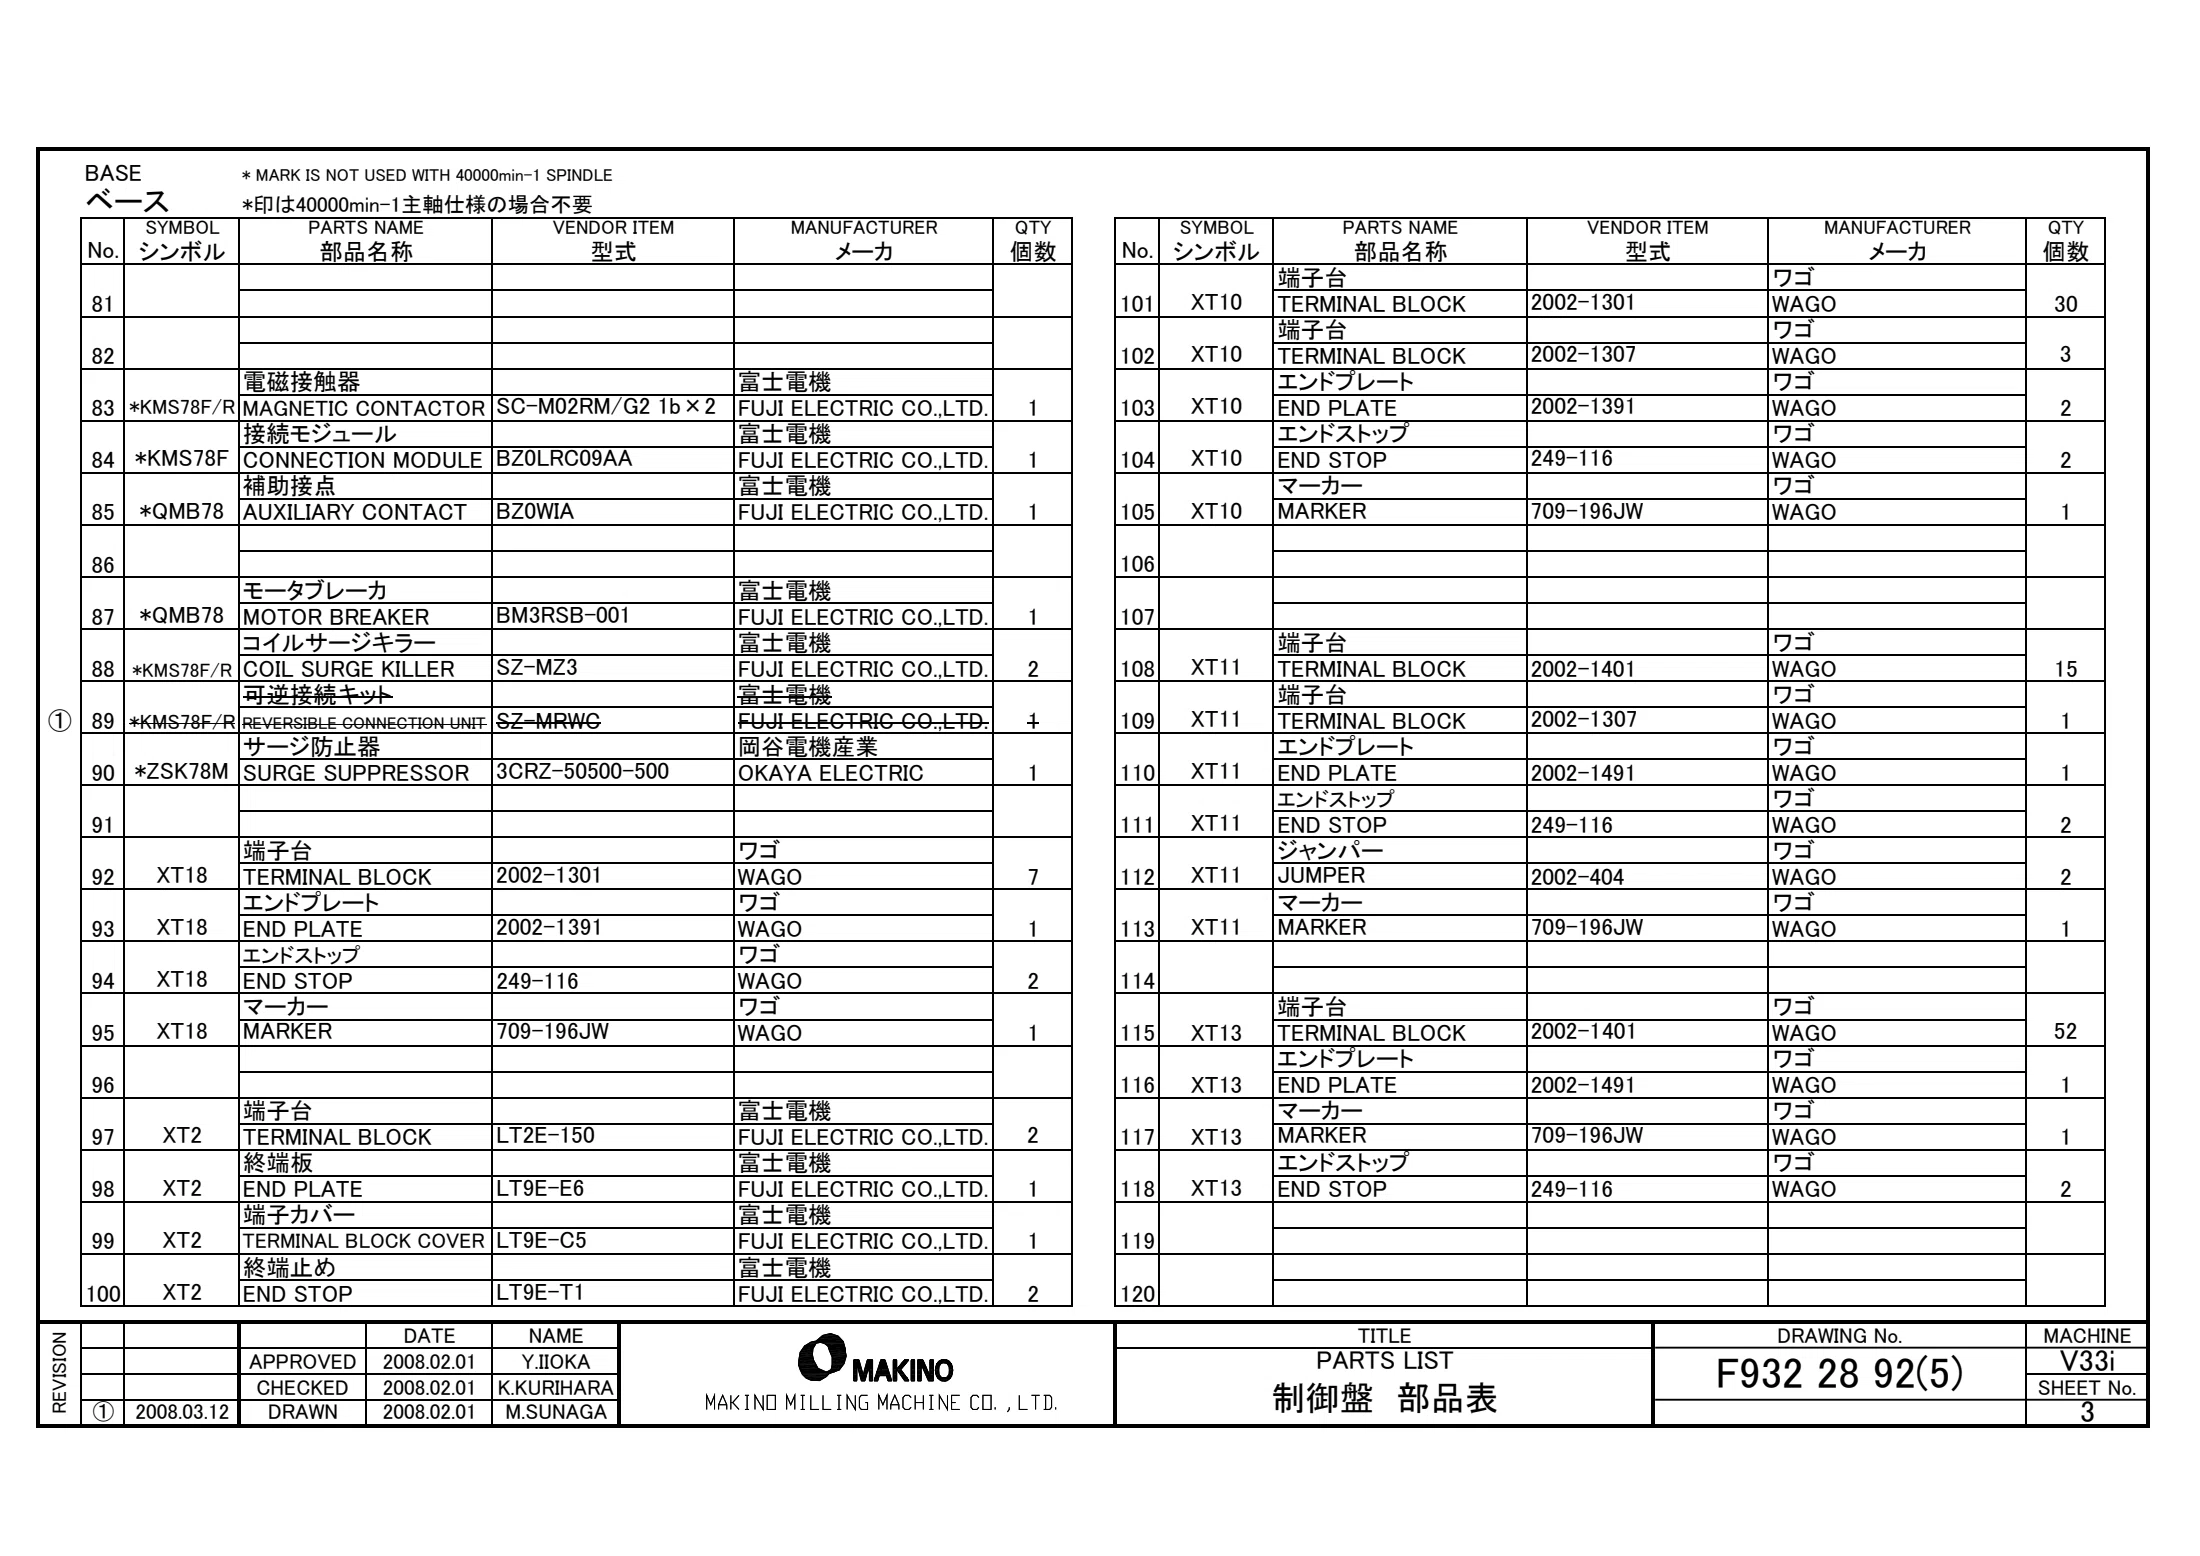 BASE * MARK IS NOT USED WITH 40000min-1 SPINDLE
ベース *印は40000min-1主軸仕様の場合不要
SYMBOL PARTS NAME VENDOR ITEM MANUFACTURER QTY
No. シンボル 部品名称 型式 メーカ 個数
81
82
電磁接触器 富士電機
83 *KMS78F/R MAGNETIC CONTACTOR SC-M02RM/G2 1b×2 FUJI ELECTRIC CO.,LTD. 1
接続モジュール 富士電機
84 *KMS78F CONNECTION MODULE BZ0LRC09AA FUJI ELECTRIC CO.,LTD. 1
補助接点 富士電機
85 *QMB78 AUXILIARY CONTACT BZ0WIA FUJI ELECTRIC CO.,LTD. 1
86
モータブレーカ 富士電機
87 *QMB78 MOTOR BREAKER BM3RSB-001 FUJI ELECTRIC CO.,LTD. 1
コイルサージキラー 富士電機
88 *KMS78F/R COIL SURGE KILLER SZ-MZ3 FUJI ELECTRIC CO.,LTD. 2
可逆接続キット 富士電機
① 89 *KMS78F/R REVERSIBLE CONNECTION UNIT SZ-MRWC FUJI ELECTRIC CO.,LTD. 1
サージ防止器 岡谷電機産業
90 *ZSK78M SURGE SUPPRESSOR 3CRZ-50500-500 OKAYA ELECTRIC 1
91
端子台 ワゴ
92 XT18 TERMINAL BLOCK 2002-1301 WAGO 7
エンドプレート ワゴ
93 XT18 END PLATE 2002-1391 WAGO 1
エンドストップ ワゴ
94 XT18 END STOP 249-116 WAGO 2
マーカー ワゴ
95 XT18 MARKER 709-196JW WAGO 1
96
端子台 富士電機
97 XT2 TERMINAL BLOCK LT2E-150 FUJI ELECTRIC CO.,LTD. 2
終端板 富士電機
98 XT2 END PLATE LT9E-E6 FUJI ELECTRIC CO.,LTD. 1
端子カバー 富士電機
99 XT2 TERMINAL BLOCK COVER LT9E-C5 FUJI ELECTRIC CO.,LTD. 1
終端止め 富士電機
100 XT2 END STOP LT9E-T1 FUJI ELECTRIC CO.,LTD. 2
SYMBOL PARTS NAME VENDOR ITEM MANUFACTURER QTY
No. シンボル 部品名称 型式 メーカ 個数
端子台 ワゴ
101 XT10 TERMINAL BLOCK 2002-1301 WAGO 30
端子台 ワゴ
102 XT10 TERMINAL BLOCK 2002-1307 WAGO 3
エンドプレート ワゴ
103 XT10 END PLATE 2002-1391 WAGO 2
エンドストップ ワゴ
104 XT10 END STOP 249-116 WAGO 2
マーカー ワゴ
105 XT10 MARKER 709-196JW WAGO 1
106
107
端子台 ワゴ
108 XT11 TERMINAL BLOCK 2002-1401 WAGO 15
端子台 ワゴ
109 XT11 TERMINAL BLOCK 2002-1307 WAGO 1
エンドプレート ワゴ
110 XT11 END PLATE 2002-1491 WAGO 1
エンドストップ ワゴ
111 XT11 END STOP 249-116 WAGO 2
ジャンパー ワゴ
112 XT11 JUMPER 2002-404 WAGO 2
マーカー ワゴ
113 XT11 MARKER 709-196JW WAGO 1
114
端子台 ワゴ
115 XT13 TERMINAL BLOCK 2002-1401 WAGO 52
エンドプレート ワゴ
116 XT13 END PLATE 2002-1491 WAGO 1
マーカー ワゴ
117 XT13 MARKER 709-196JW WAGO 1
エンドストップ ワゴ
118 XT13 END STOP 249-116 WAGO 2
119
120
REVISION
① 2008.03.12
DATE NAME
APPROVED 2008.02.01 Y.IIOKA
CHECKED 2008.02.01 K.KURIHARA
DRAWN 2008.02.01 M.SUNAGA
MAKINO
MAKINO MILLING MACHINE CO. ,LTD.
TITLE
PARTS LIST
制御盤 部品表
DRAWING No.
F932 28 92(5)
MACHINE
V33i
SHEET No.
3